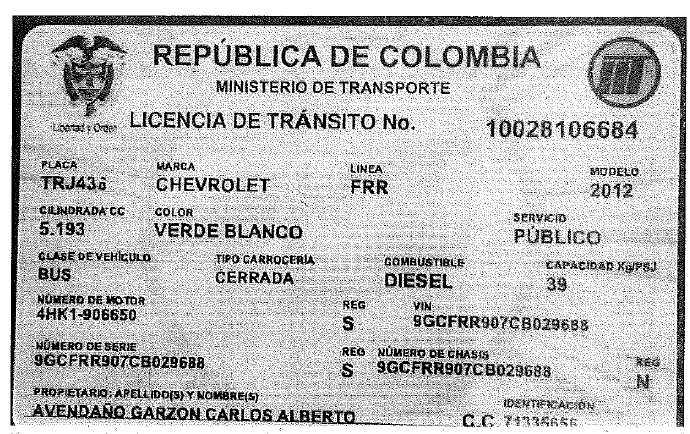 REPÚBLICA DE COLOMBIA
MINISTERIO DE TRANSPORTE
Libertad y Orden
LICENCIA DE TRÁNSITO No. 10028106684
PLACA MARCA LINEA MODELO
CHEVROLET FRR 2012
CILINDRADA CC COLOR SERVICIO
5.193 VERDE BLANCO PÚBLICO
CLASE DE VEHÍCULO TIPO CARROCERÍA COMBUSTIBLE CAPACIDAD Kg/PSJ
BUS CERRADA DIESEL 39
NÚMERO DE MOTOR REG VIN
4HK1-906650 S 9GCFRR907CB029688
NÚMERO DE SERIE REG NÚMERO DE CHASIS REG
9GCFRR907CB029688 S 9GCFRR907CB029688 N
PROPIETARIO: APELLIDO(S) Y NOMBRE(S) IDENTIFICACIÓN
AVENDAÑO GARZON CARLOS ALBERTO C.C.